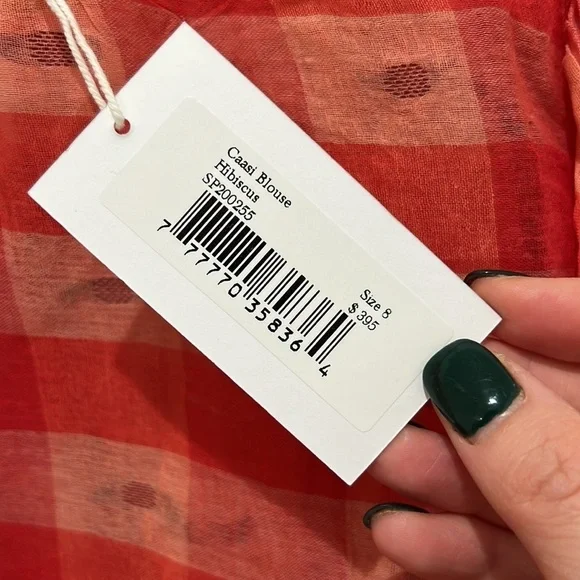 Caasi Blouse
Hibiscus
SP200255
Size 8
$395
7 77770 35836 4